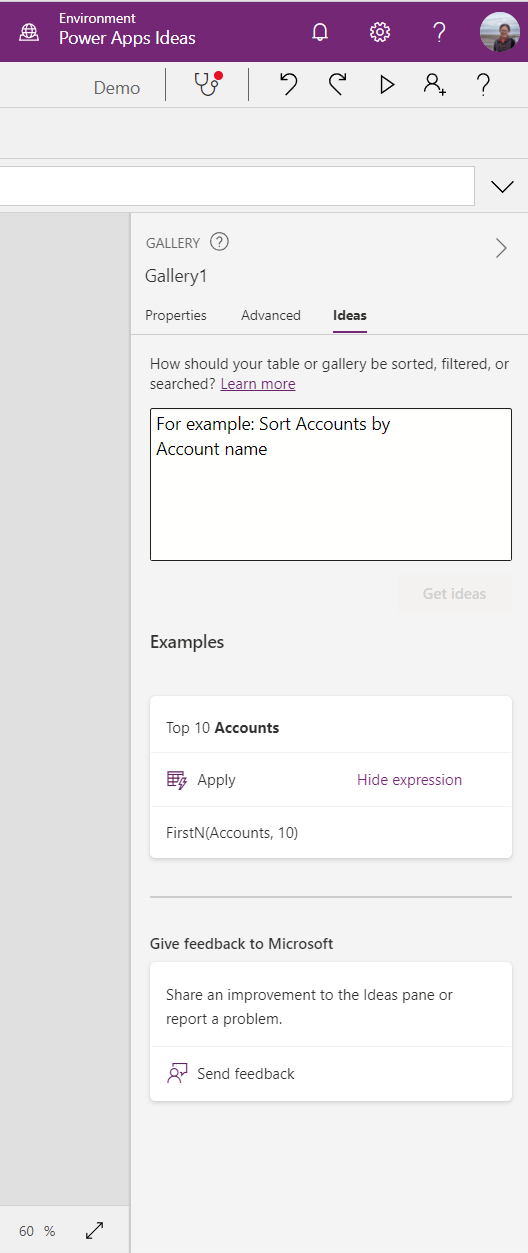 Environment
Power Apps Ideas
Demo
GALLERY
Gallery1
Properties Advanced Ideas
How should your table or gallery be sorted, filtered, or
searched? Learn more
For example: Sort Accounts by
Account name
Get ideas
Examples
Top 10 Accounts
Apply Hide expression
FirstN(Accounts, 10)
Give feedback to Microsoft
Share an improvement to the Ideas pane or
report a problem.
Send feedback
60 %